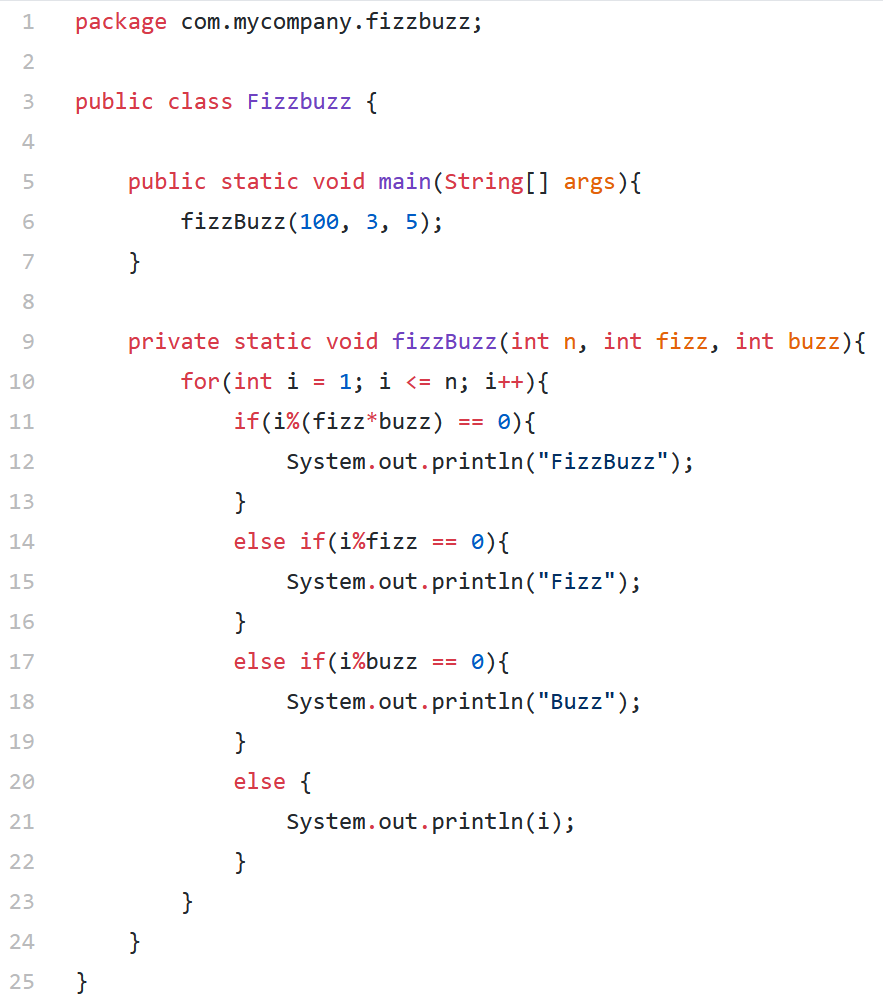 1 package com.mycompany.fizzbuzz;
2
3 public class Fizzbuzz {
4
5     public static void main(String[] args){
6         fizzBuzz(100, 3, 5);
7     }
8
9     private static void fizzBuzz(int n, int fizz, int buzz){
10         for(int i = 1; i <= n; i++){
11             if(i%(fizz*buzz) == 0){
12                 System.out.println("FizzBuzz");
13             }
14             else if(i%fizz == 0){
15                 System.out.println("Fizz");
16             }
17             else if(i%buzz == 0){
18                 System.out.println("Buzz");
19             }
20             else {
21                 System.out.println(i);
22             }
23         }
24     }
25 }